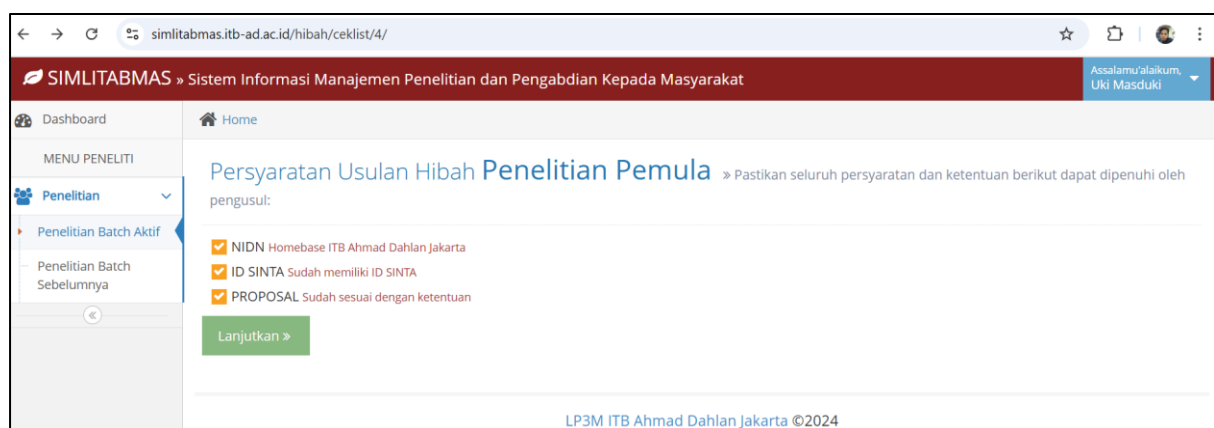 simlitabmas.itb-ad.ac.id/hibah/ceklist/4/
SIMLITABMAS » Sistem Informasi Manajemen Penelitian dan Pengabdian Kepada Masyarakat
Assalamu'alaikum,
Uki Masduki
Dashboard
Home
MENU PENELITI
Penelitian
Penelitian Batch Aktif
Penelitian Batch
Sebelumnya
Persyaratan Usulan Hibah Penelitian Pemula » Pastikan seluruh persyaratan dan ketentuan berikut dapat dipenuhi oleh
pengusul:
NIDN Homebase ITB Ahmad Dahlan Jakarta
ID SINTA Sudah memiliki ID SINTA
PROPOSAL Sudah sesuai dengan ketentuan
Lanjutkan »
LP3M ITB Ahmad Dahlan Jakarta ©2024